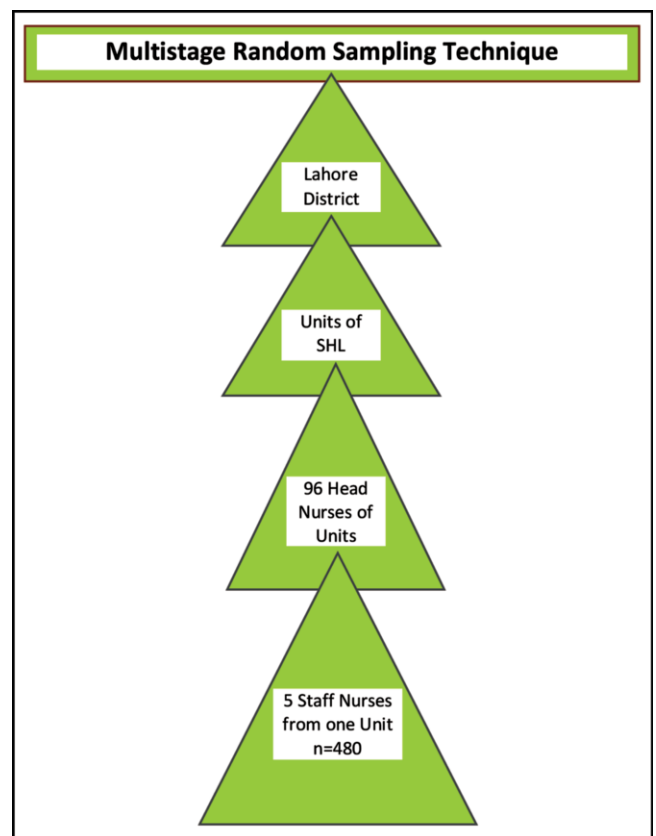 Multistage Random Sampling Technique
Lahore
District
Units of
SHL
96 Head
Nurses of
Units
5 Staff Nurses
from one Unit
n=480